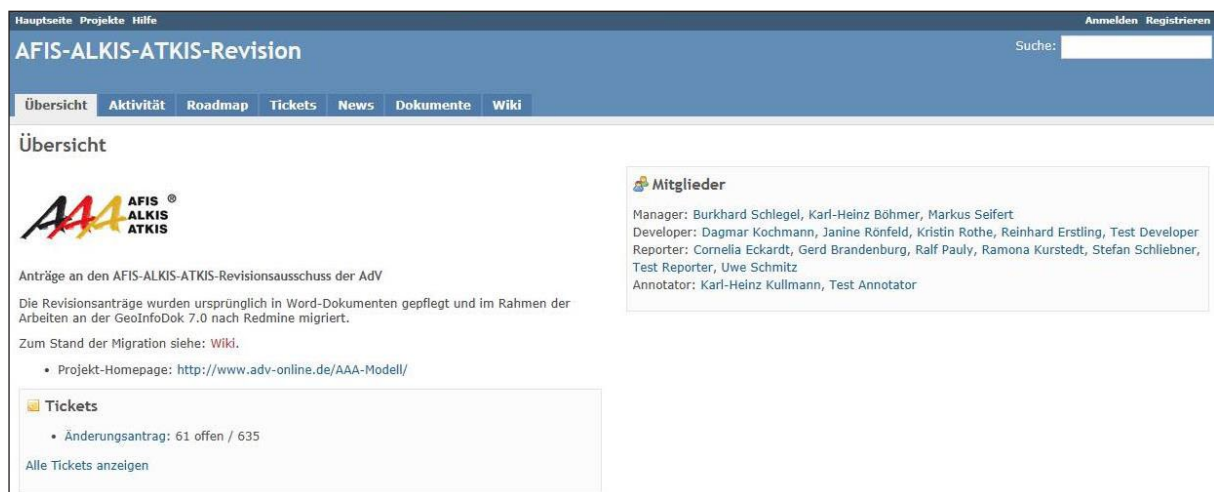 Hauptseite Projekte Hilfe
Anmelden Registrieren
AFIS-ALKIS-ATKIS-Revision
Suche:
Übersicht Aktivität Roadmap Tickets News Dokumente Wiki
Übersicht
AAA
AFIS ®
ALKIS
ATKIS
Anträge an den AFIS-ALKIS-ATKIS-Revisionsausschuss der AdV
Die Revisionsanträge wurden ursprünglich in Word-Dokumenten gepflegt und im Rahmen der
Arbeiten an der GeoInfoDok 7.0 nach Redmine migriert.
Zum Stand der Migration siehe: Wiki.
• Projekt-Homepage: http://www.adv-online.de/AAA-Modell/
Tickets
• Änderungsantrag: 61 offen / 635
Alle Tickets anzeigen
Mitglieder
Manager: Burkhard Schlegel, Karl-Heinz Böhmer, Markus Seifert
Developer: Dagmar Kochmann, Janine Rönfeld, Kristin Rothe, Reinhard Erstling, Test Developer
Reporter: Cornelia Eckardt, Gerd Brandenburg, Ralf Pauly, Ramona Kurstedt, Stefan Schliebner,
Test Reporter, Uwe Schmitz
Annotator: Karl-Heinz Kullmann, Test Annotator